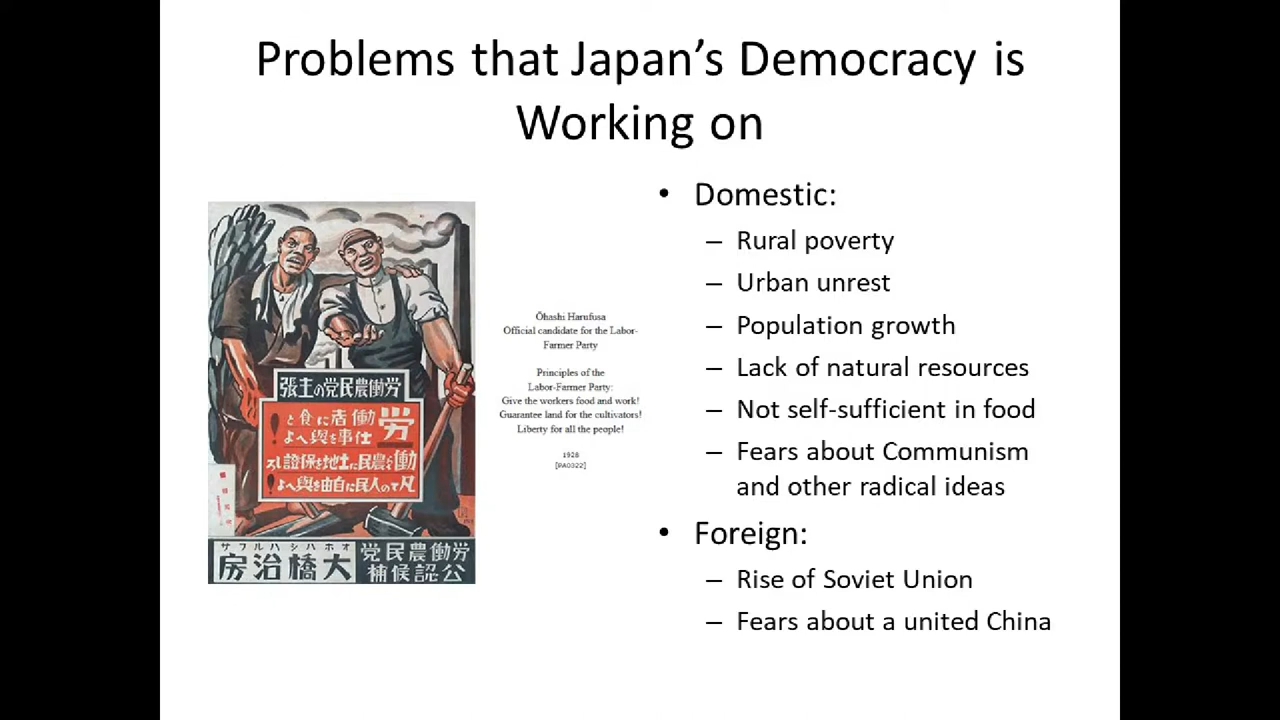 Problems that Japan's Democracy is
Working on
労働農民党の主張
労働者に食と
仕事を與へよ!
働く農民に土地を保證
凡ての人民に自由を與へよ!
労働農民党
公認候補
オホハシハルフサ
大橋治房
Ōhashi Harufusa
Official candidate for the Labor-
Farmer Party
Principles of the
Labor-Farmer Party:
Give the workers food and work!
Guarantee land for the cultivators!
Liberty for all the people!
1928
[PA0322]
• Domestic:
– Rural poverty
– Urban unrest
– Population growth
– Lack of natural resources
– Not self-sufficient in food
– Fears about Communism
and other radical ideas
• Foreign:
– Rise of Soviet Union
– Fears about a united China